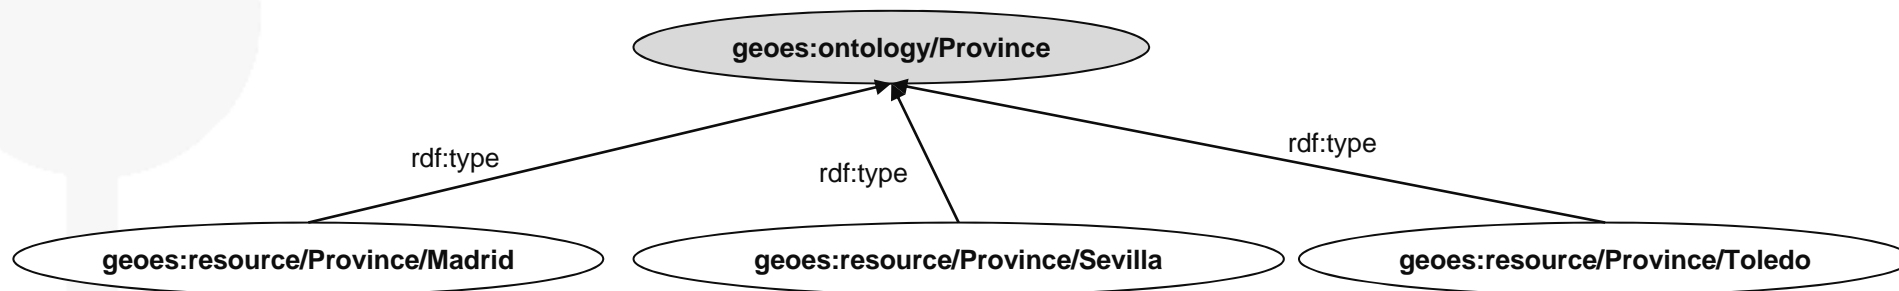 geoes:ontology/Province
rdf:type
rdf:type
rdf:type
geoes:resource/Province/Madrid
geoes:resource/Province/Sevilla
geoes:resource/Province/Toledo